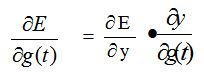 ∂E/∂g(t) = ∂E/∂y • ∂y/∂g(t)